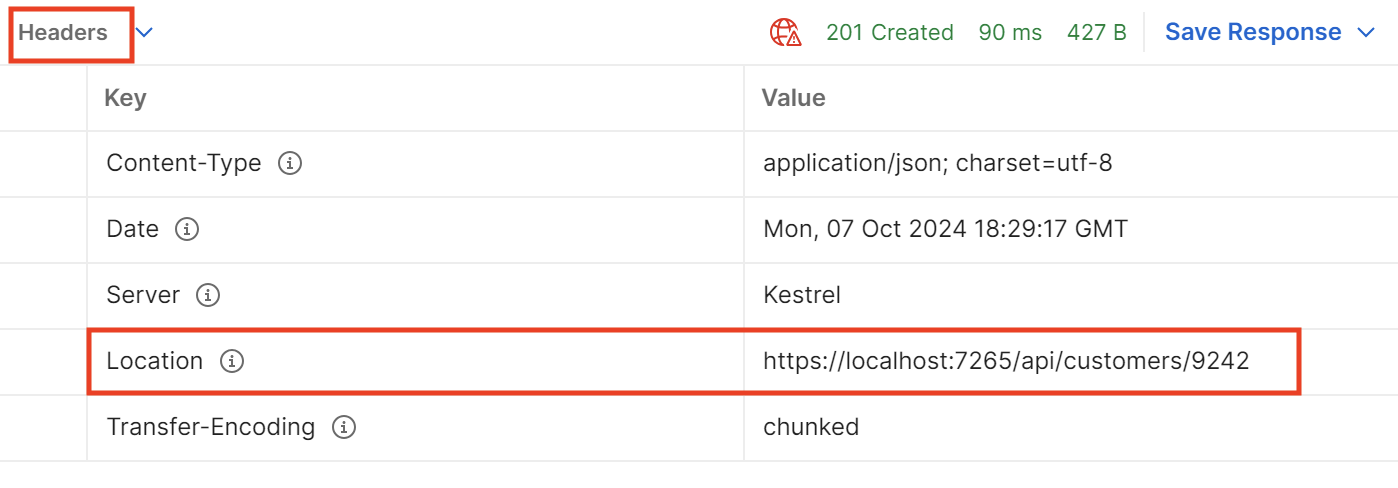 Headers 201 Created 90 ms 427 B Save Response
Key Value
Content-Type application/json; charset=utf-8
Date Mon, 07 Oct 2024 18:29:17 GMT
Server Kestrel
Location https://localhost:7265/api/customers/9242
Transfer-Encoding chunked